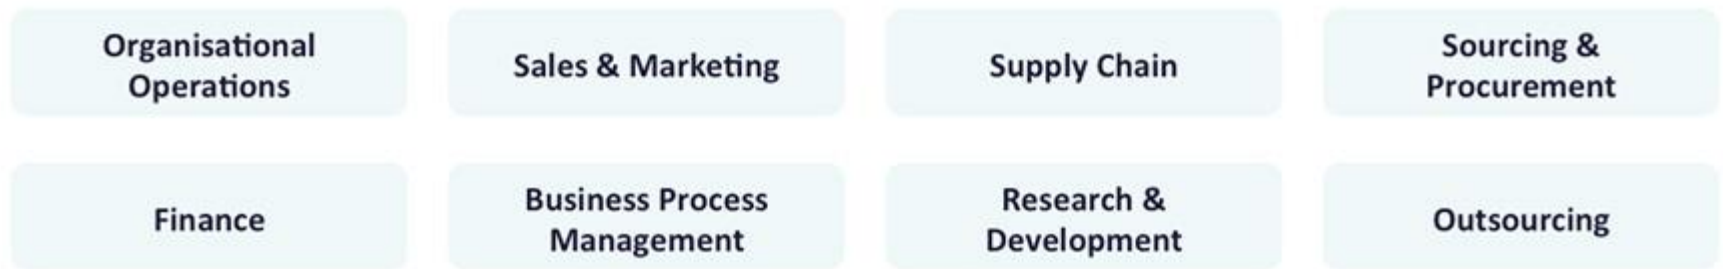 Organisational
Operations
Sales & Marketing
Supply Chain
Sourcing &
Procurement
Finance
Business Process
Management
Research &
Development
Outsourcing